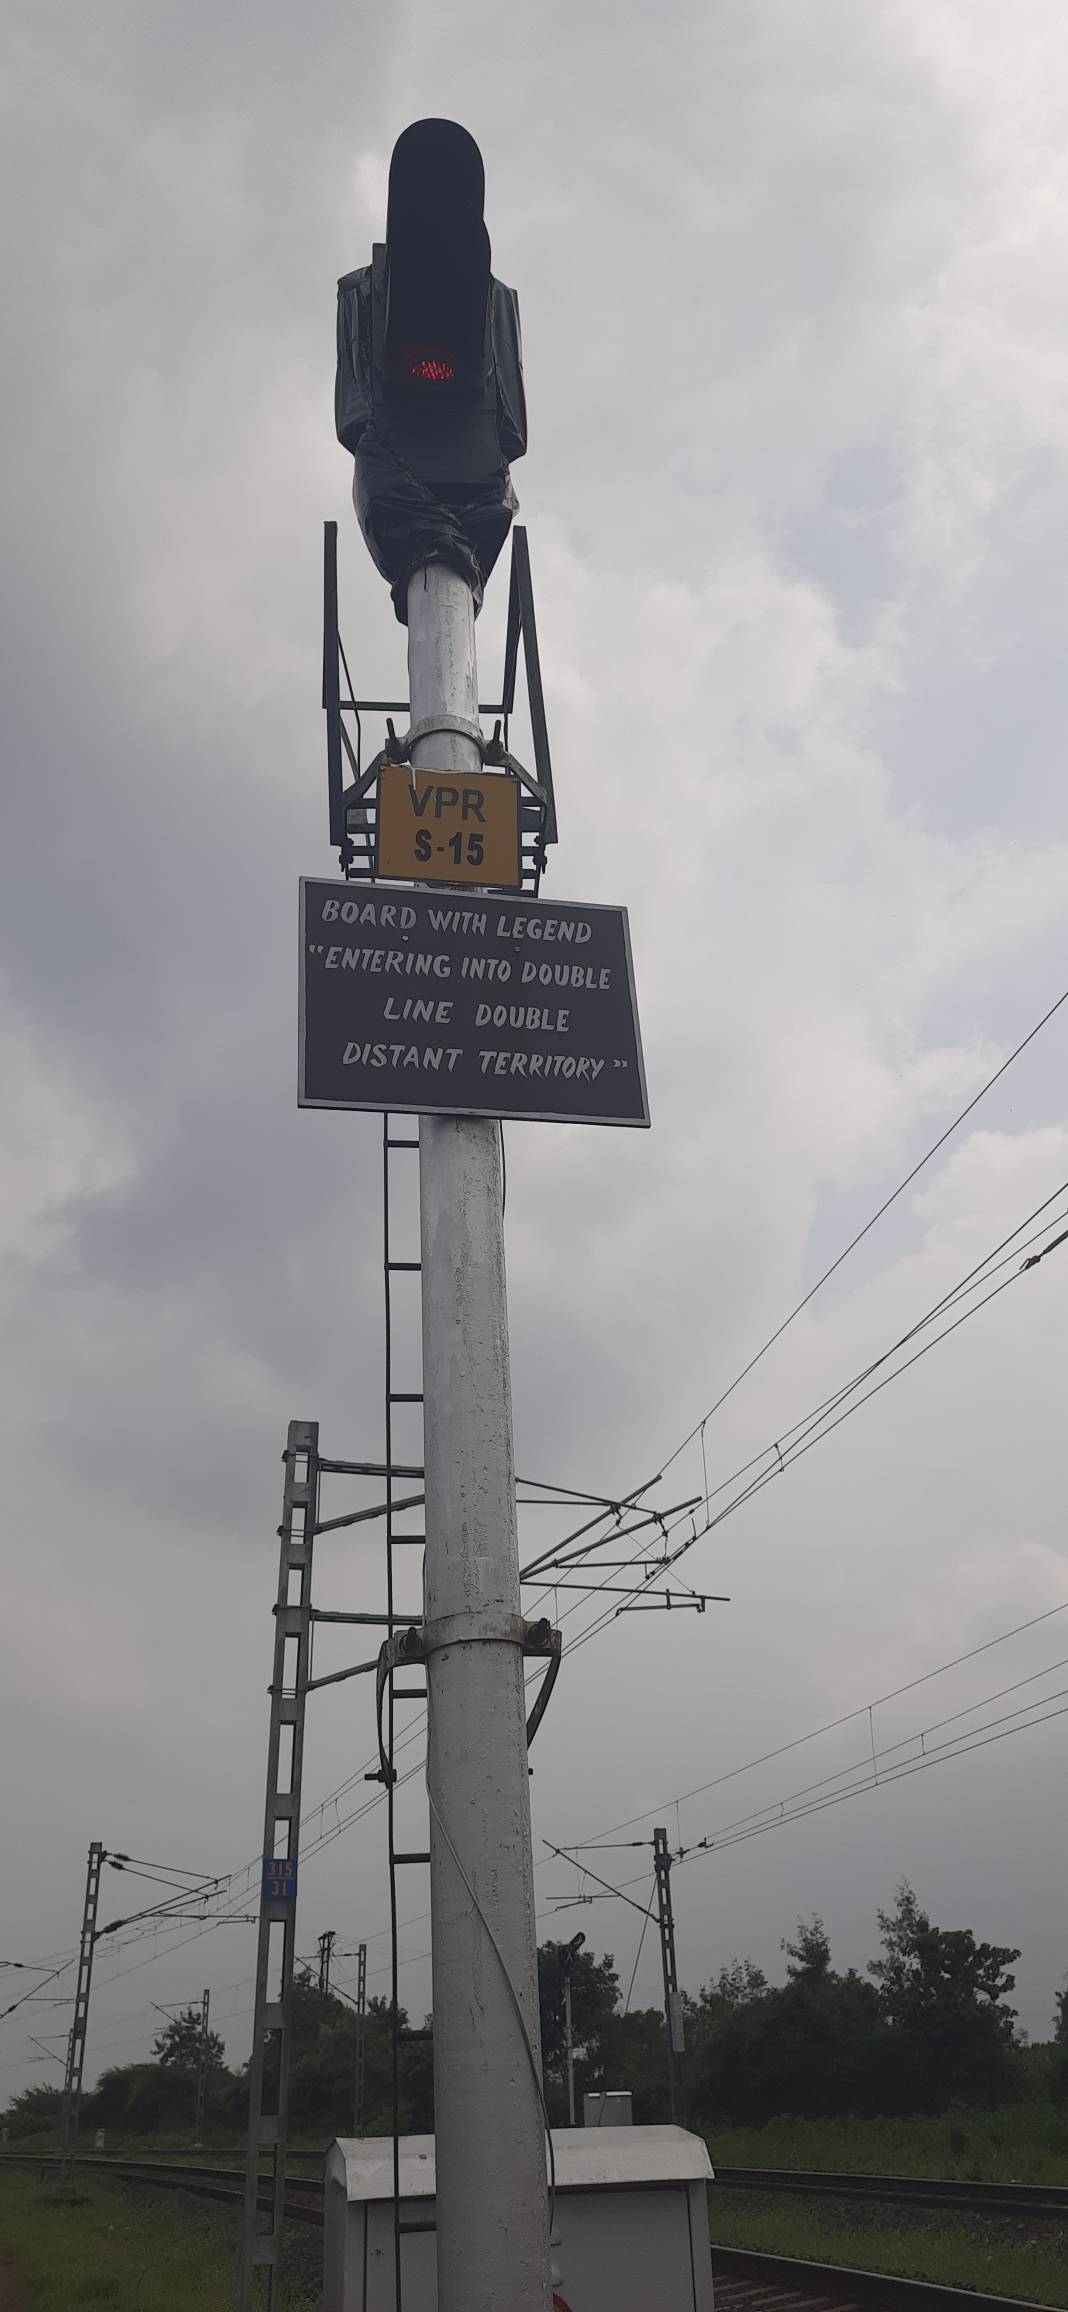 VPR
S-15
BOARD WITH LEGEND
"ENTERING INTO DOUBLE
LINE DOUBLE
DISTANT TERRITORY"
315
31